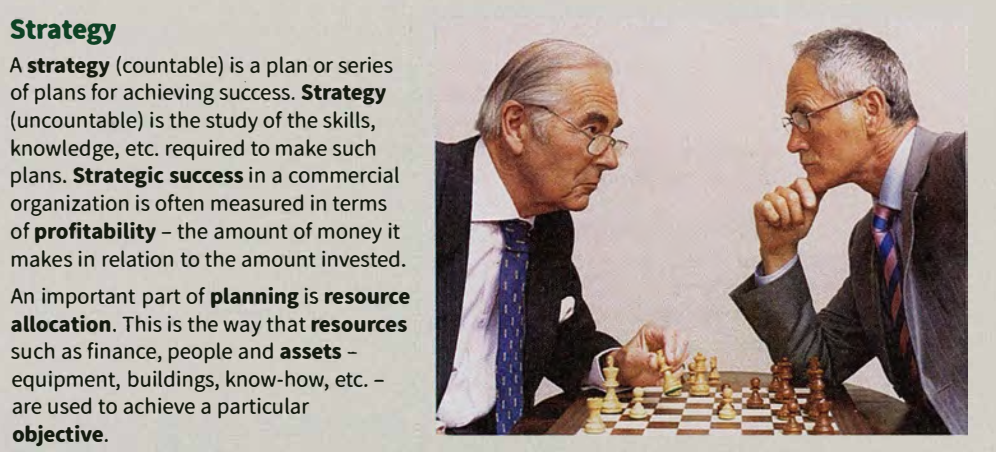 Strategy
A strategy (countable) is a plan or series
of plans for achieving success. Strategy
(uncountable) is the study of the skills,
knowledge, etc. required to make such
plans. Strategic success in a commercial
organization is often measured in terms
of profitability – the amount of money it
makes in relation to the amount invested.
An important part of planning is resource
allocation. This is the way that resources
such as finance, people and assets –
equipment, buildings, know-how, etc. –
are used to achieve a particular
objective.